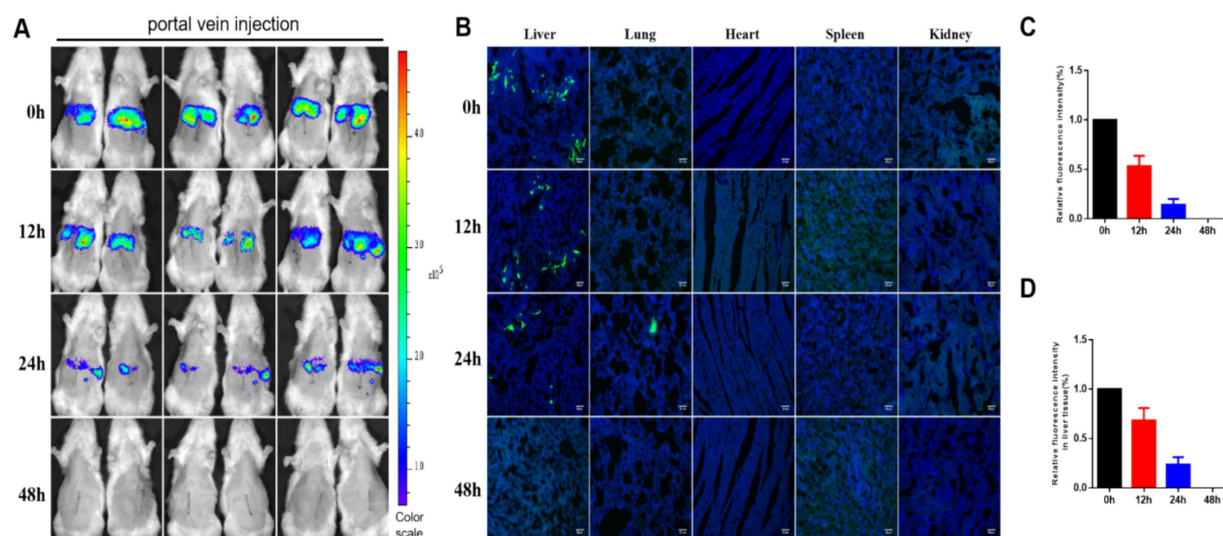 A
portal vein injection
0h
12h
24h
48h
4.0
3.0
x10^5
2.0
1.0
Color
scale
B
Liver Lung Heart Spleen Kidney
0h
12h
24h
48h
C
Relative fluorescence intensity(%)
1.5
1.0
0.5
0.0
0h 12h 24h 48h
D
Relative fluorescence intensity
in liver tissue(%)
1.5
1.0
0.5
0.0
0h 12h 24h 48h